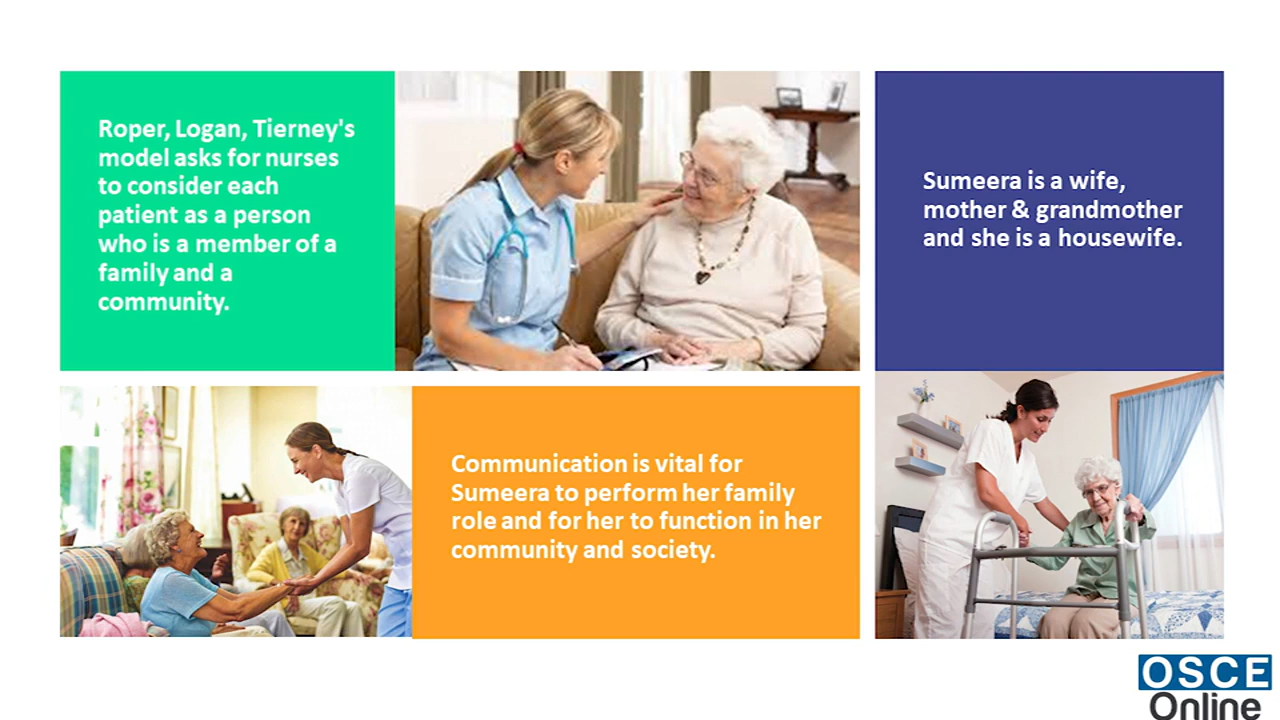 Roper, Logan, Tierney's
model asks for nurses
to consider each
patient as a person
who is a member of a
family and a
community.
Sumeera is a wife,
mother & grandmother
and she is a housewife.
Communication is vital for
Sumeera to perform her family
role and for her to function in her
community and society.
OSCE
Online